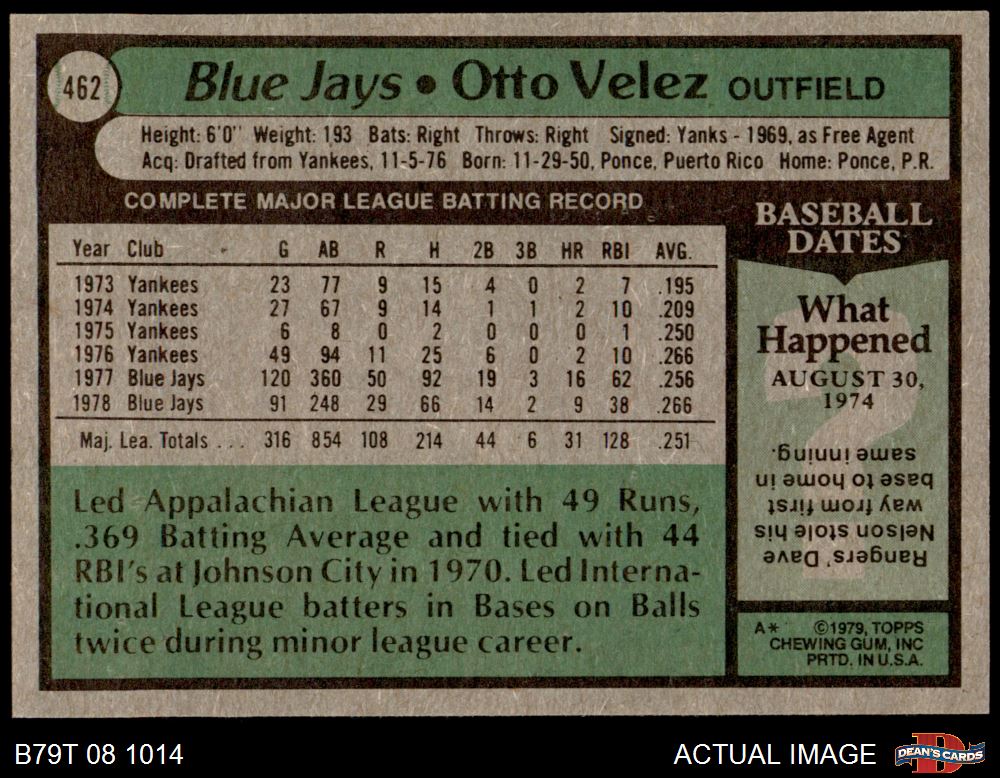 462
Blue Jays • Otto Velez OUTFIELD
Height: 6'0" Weight: 193 Bats: Right Throws: Right Signed: Yanks - 1969, as Free Agent
Acq: Drafted from Yankees, 11-5-76 Born: 11-29-50, Ponce, Puerto Rico Home: Ponce, P.R.
COMPLETE MAJOR LEAGUE BATTING RECORD
Year Club G AB R H 2B 3B HR RBI AVG.
1973 Yankees 23 77 9 15 4 0 2 7 .195
1974 Yankees 27 67 9 14 1 1 2 10 .209
1975 Yankees 6 8 0 2 0 0 0 1 .250
1976 Yankees 49 94 11 25 6 0 2 10 .266
1977 Blue Jays 120 360 50 92 19 3 16 62 .256
1978 Blue Jays 91 248 29 66 14 2 9 38 .266
Maj. Lea. Totals ... 316 854 108 214 44 6 31 128 .251
Led Appalachian League with 49 Runs,
.369 Batting Average and tied with 44
RBI's at Johnson City in 1970. Led Interna-
tional League batters in Bases on Balls
twice during minor league career.
BASEBALL
DATES
What
Happened
AUGUST 30,
1974
Rangers' Dave
Nelson stole his
way from first
base to home in
same inning.
A* ©1979, TOPPS
CHEWING GUM, INC
PRTD. IN U.S.A.
B79T 08 1014
ACTUAL IMAGE
DEAN'S CARDS